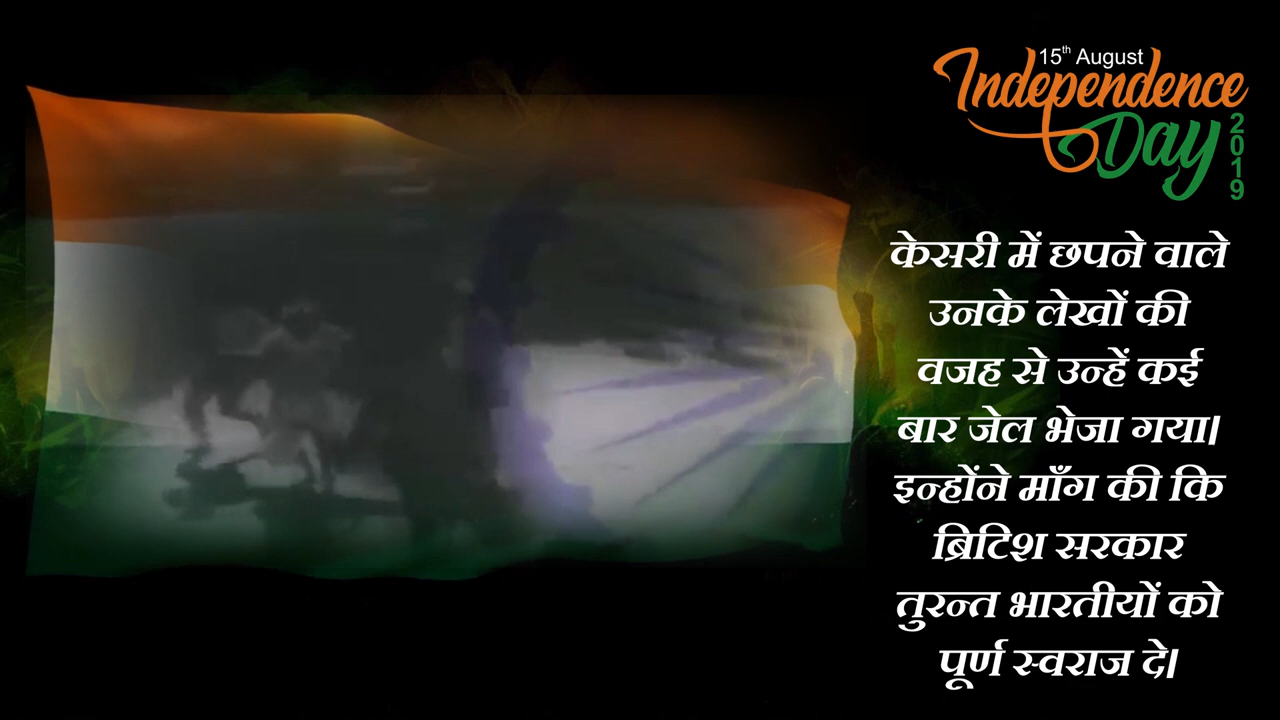 15th August
Independence
Day
2019
केसरी में छपने वाले
उनके लेखों की
वजह से उन्हें कई
बार जेल भेजा गया।
इन्होंने माँग की कि
ब्रिटिश सरकार
तुरन्त भारतीयों को
पूर्ण स्वराज दे।